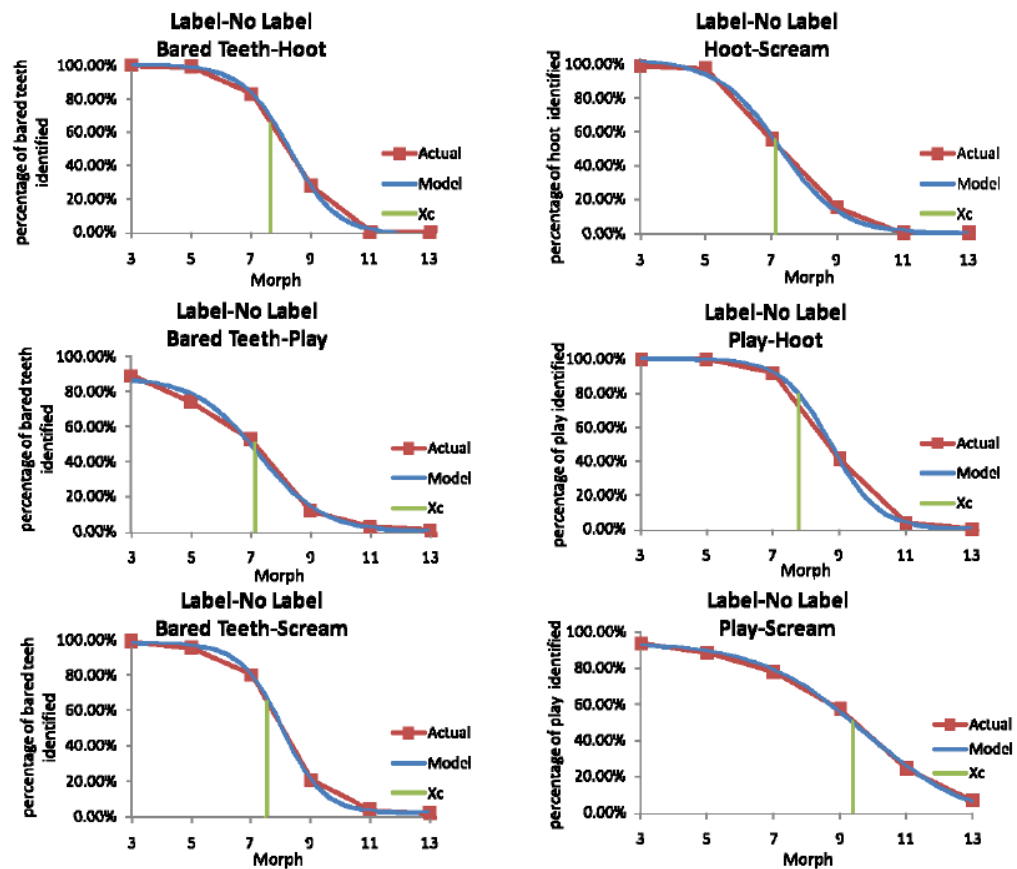 Label-No Label
Bared Teeth-Hoot
percentage of bared teeth
identified
100.00%
80.00%
60.00%
40.00%
20.00%
0.00%
3 5 7 9 11 13
Morph
Actual
Model
Xc
Label-No Label
Hoot-Scream
percentage of hoot identified
100.00%
80.00%
60.00%
40.00%
20.00%
0.00%
3 5 7 9 11 13
Morph
Actual
Model
Xc
Label-No Label
Bared Teeth-Play
percentage of bared teeth
identified
100.00%
80.00%
60.00%
40.00%
20.00%
0.00%
3 5 7 9 11 13
Morph
Actual
Model
Xc
Label-No Label
Play-Hoot
percentage of play identified
100.00%
80.00%
60.00%
40.00%
20.00%
0.00%
3 5 7 9 11 13
Morph
Actual
Model
Xc
Label-No Label
Bared Teeth-Scream
percentage of bared teeh
identified
100.00%
80.00%
60.00%
40.00%
20.00%
0.00%
3 5 7 9 11 13
Morph
Actual
Model
Xc
Label-No Label
Play-Scream
percentage of play identified
100.00%
80.00%
60.00%
40.00%
20.00%
0.00%
3 5 7 9 11 13
Morph
Actual
Model
Xc